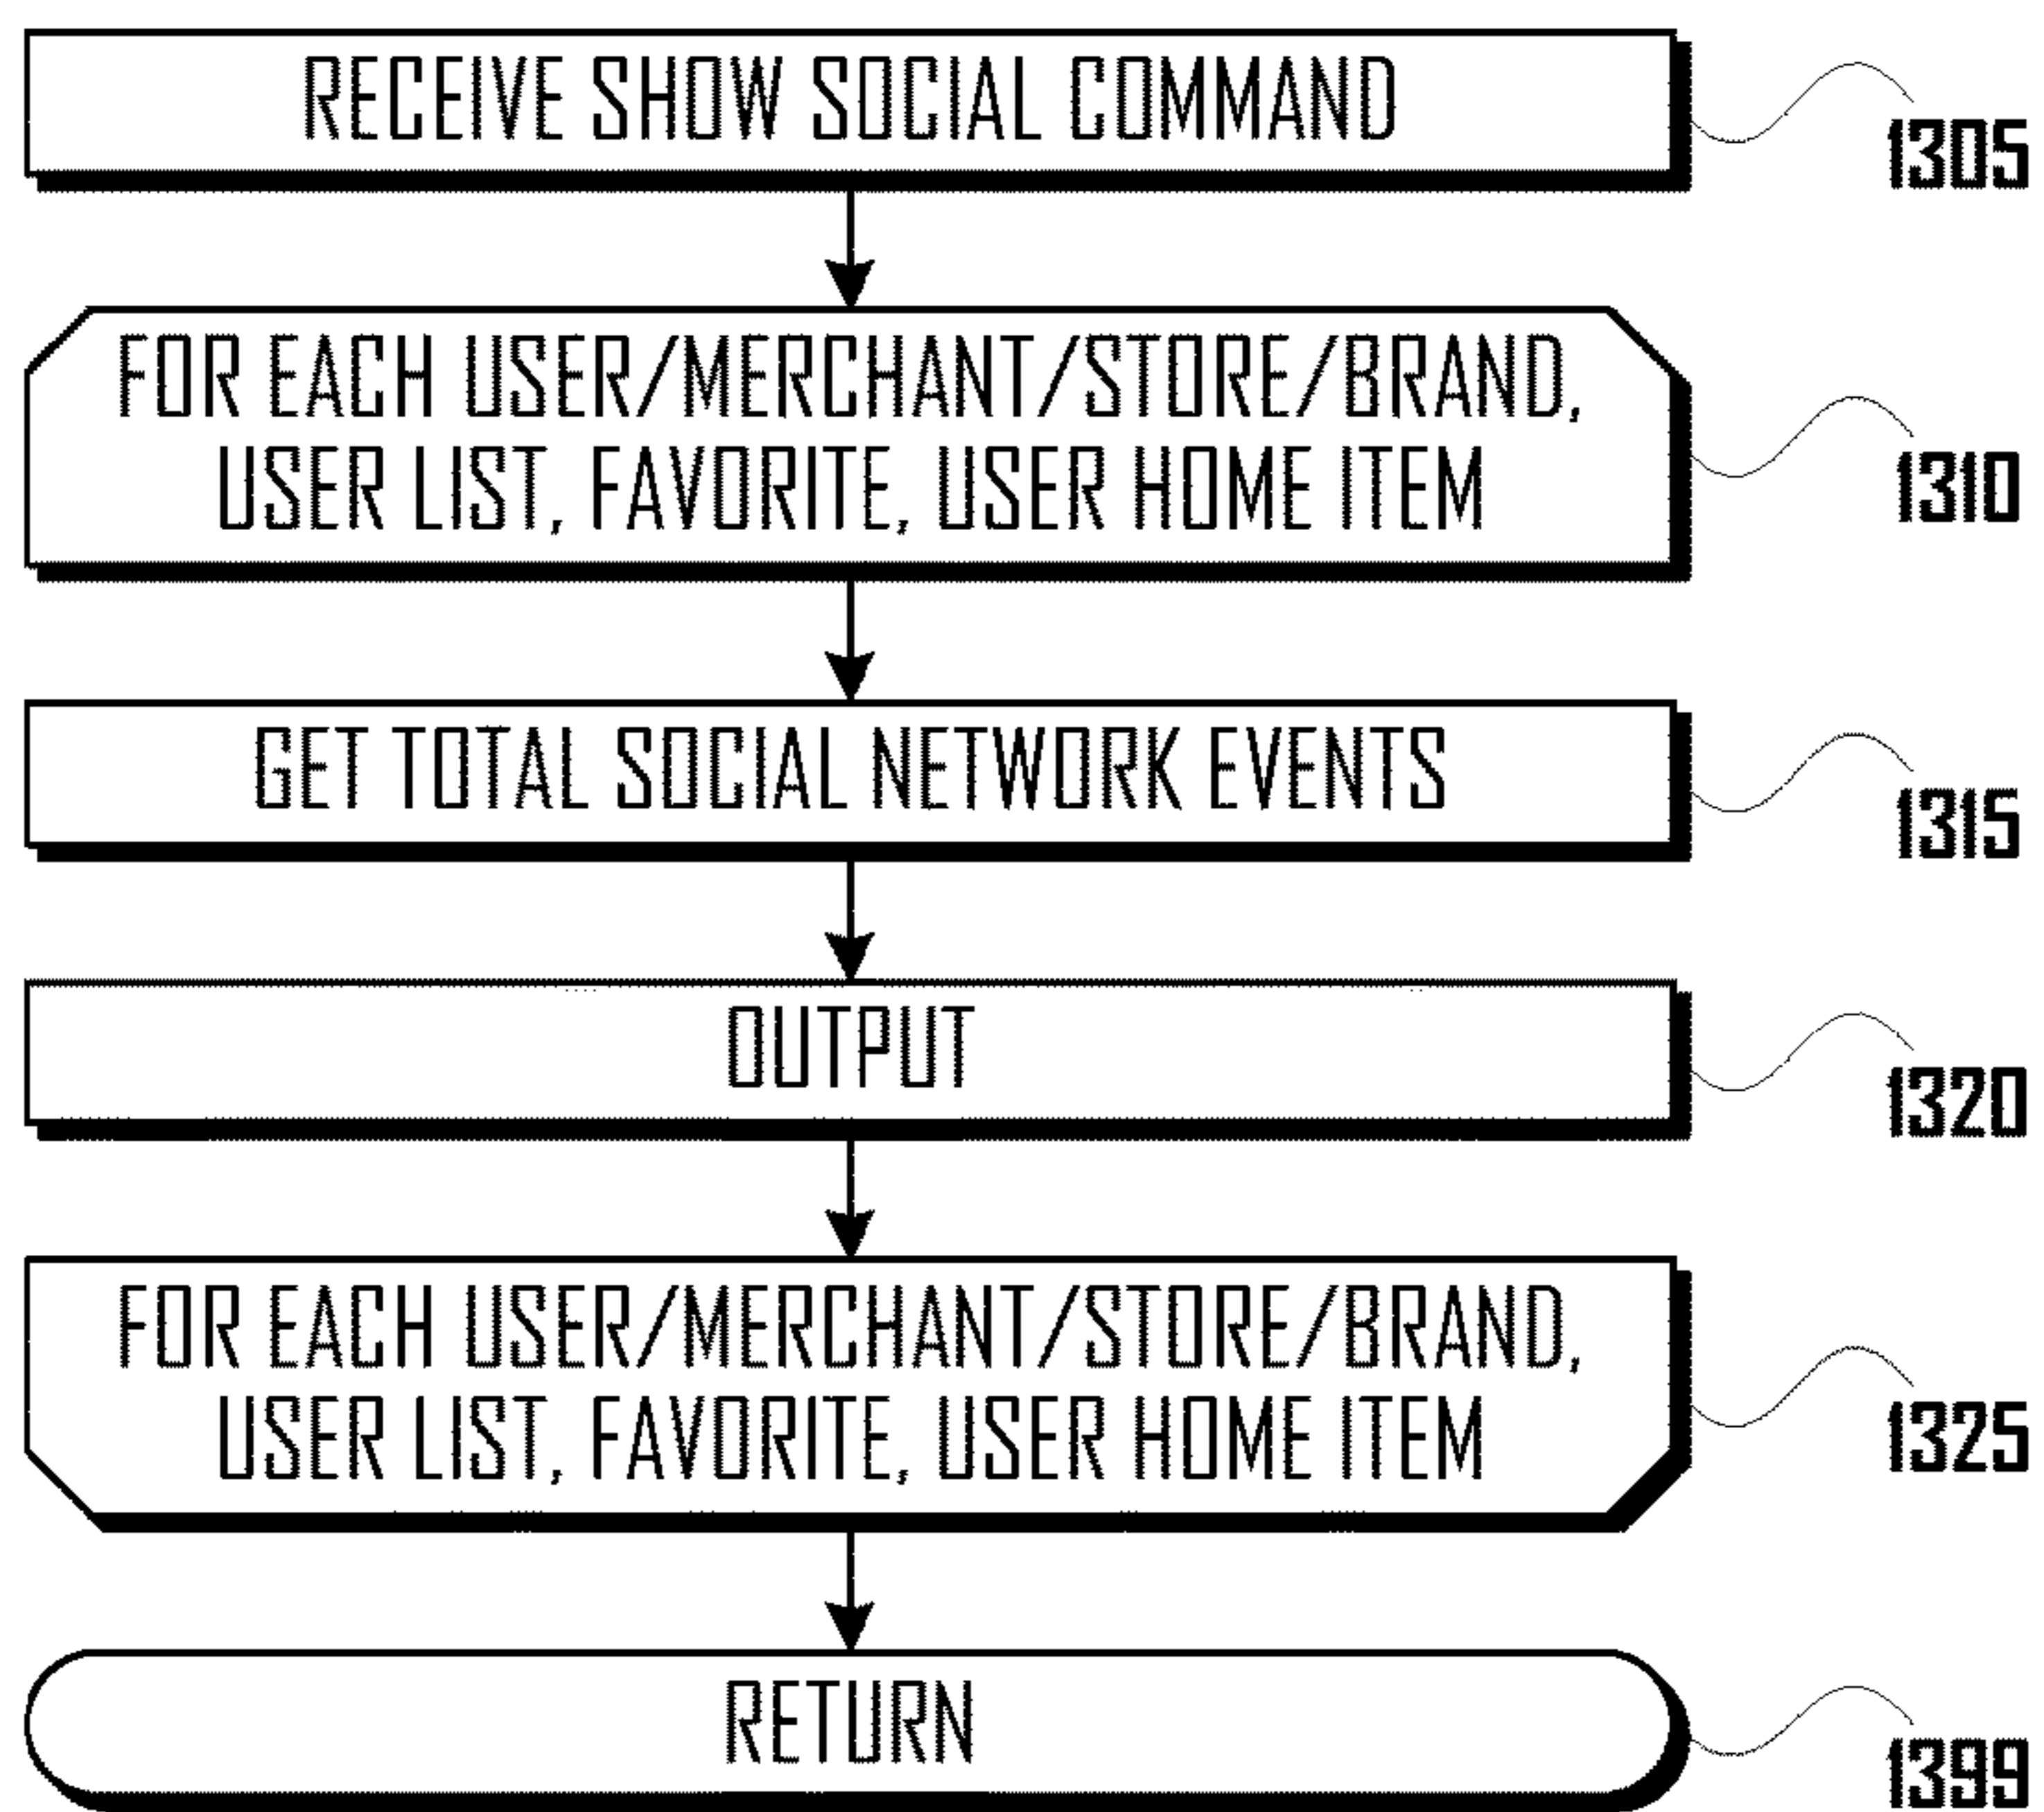 RECEIVE SHOW SOCIAL COMMAND
1305
FOR EACH USER/MERCHANT/STORE/BRAND,
USER LIST, FAVORITE, USER HOME ITEM
1310
GET TOTAL SOCIAL NETWORK EVENTS
1315
OUTPUT
1320
FOR EACH USER/MERCHANT/STORE/BRAND,
USER LIST, FAVORITE, USER HOME ITEM
1325
RETURN
1399